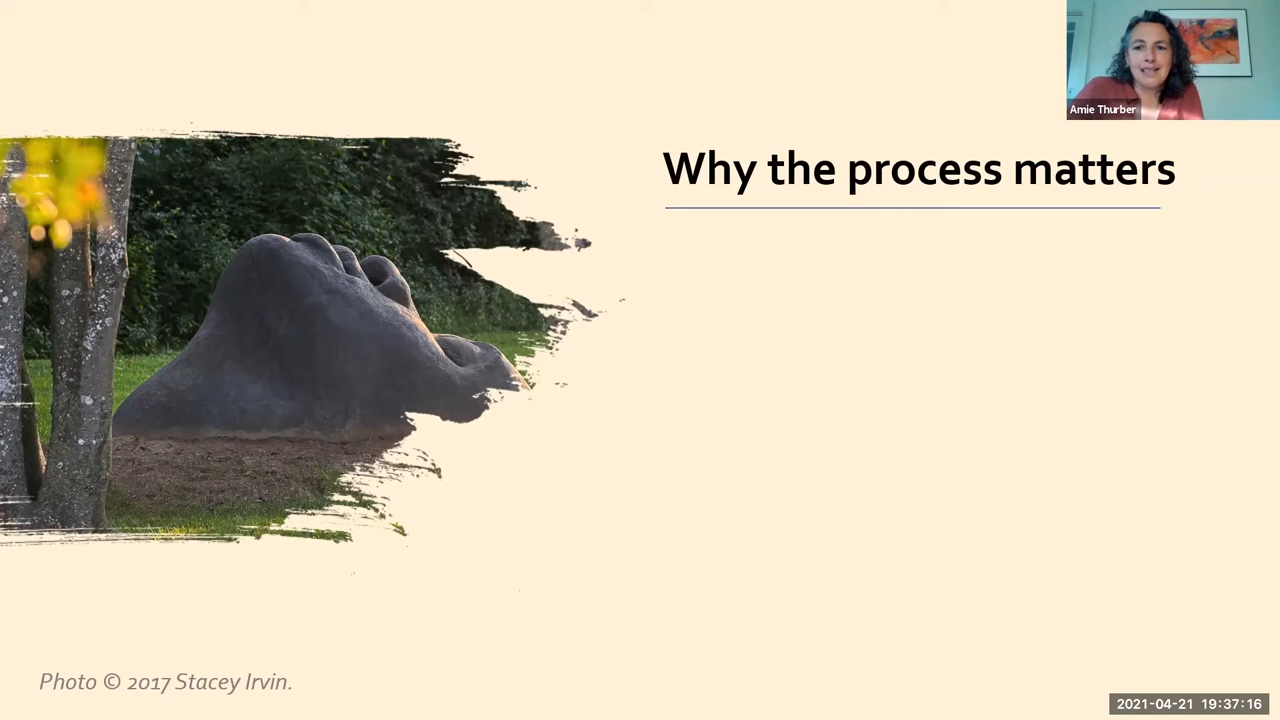 Amie Thurber
Why the process matters
Photo © 2017 Stacey Irvin.
2021-04-21 19:37:16